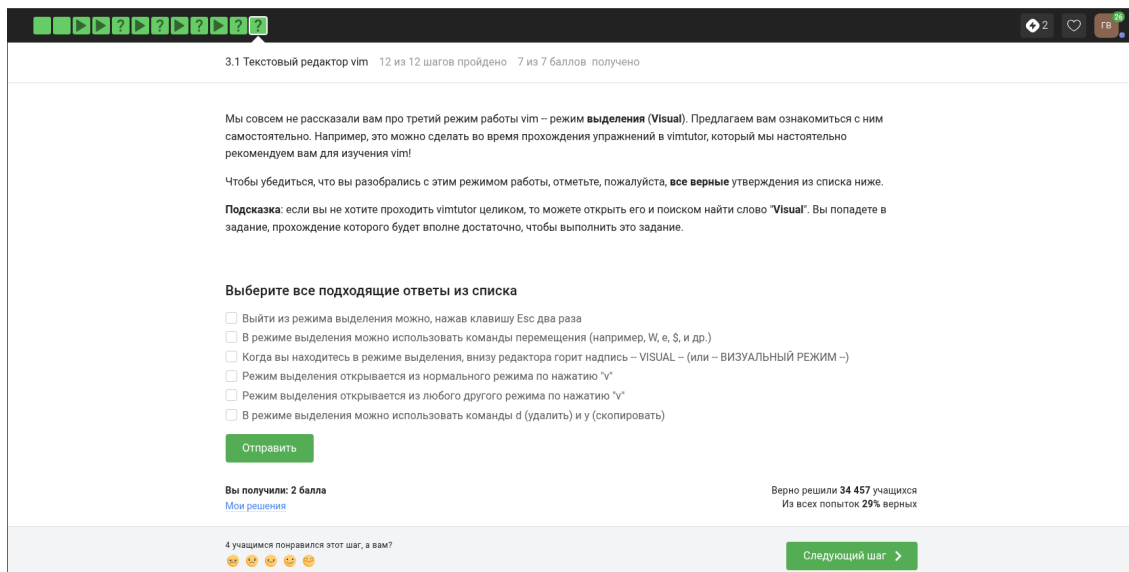 2
ГВ
26
3.1 Текстовый редактор vim 12 из 12 шагов пройдено 7 из 7 баллов получено
Мы совсем не рассказали вам про третий режим работы vim -- режим выделения (Visual). Предлагаем вам ознакомиться с ним
самостоятельно. Например, это можно сделать во время прохождения упражнений в vimtutor, который мы настоятельно
рекомендуем вам для изучения vim!
Чтобы убедиться, что вы разобрались с этим режимом работы, отметьте, пожалуйста, все верные утверждения из списка ниже.
Подсказка: если вы не хотите проходить vimtutor целиком, то можете открыть его и поиском найти слово "Visual". Вы попадете в
задание, прохождение которого будет вполне достаточно, чтобы выполнить это задание.
Выберите все подходящие ответы из списка
Выйти из режима выделения можно, нажав клавишу Esc два раза
В режиме выделения можно использовать команды перемещения (например, W, e, $, и др.)
Когда вы находитесь в режиме выделения, внизу редактора горит надпись -- VISUAL -- (или -- ВИЗУАЛЬНЫЙ РЕЖИМ --)
Режим выделения открывается из нормального режима по нажатию "v"
Режим выделения открывается из любого другого режима по нажатию "v"
В режиме выделения можно использовать команды d (удалить) и y (скопировать)
Отправить
Вы получили: 2 балла
Верно решили 34 457 учащихся
Мои решения
Из всех попыток 29% верных
4 учащимся понравился этот шаг, а вам?
Следующий шаг